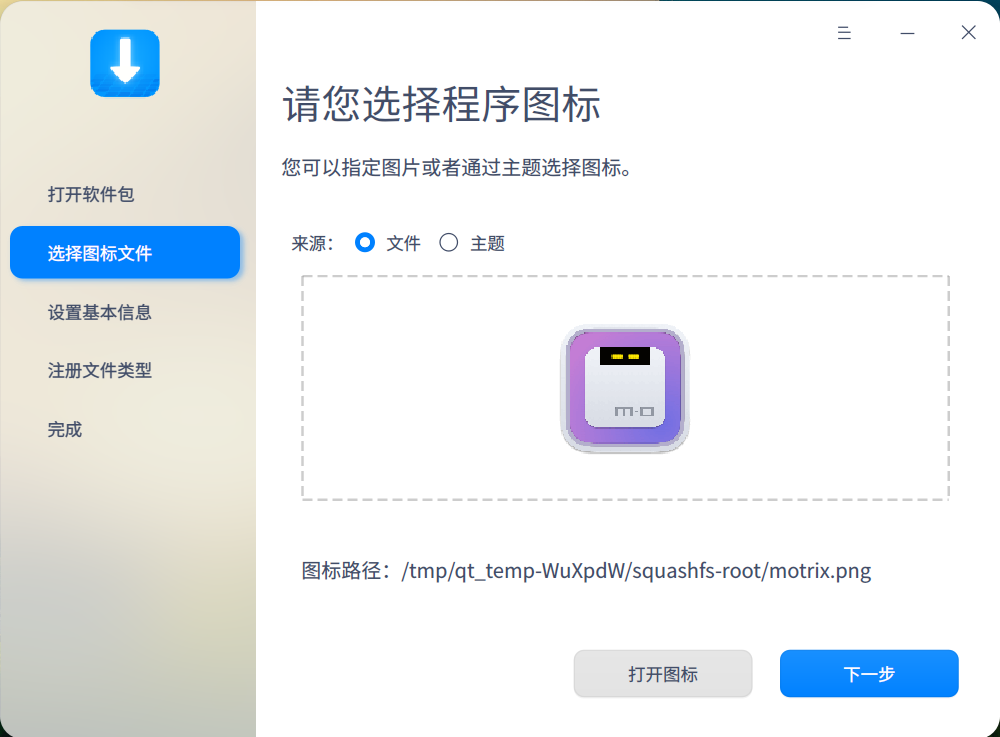 请您选择程序图标
您可以指定图片或者通过主题选择图标。
打开软件包
选择图标文件
设置基本信息
注册文件类型
完成
来源： 文件 主题
m-o
图标路径：/tmp/qt_temp-WuXpdW/squashfs-root/motrix.png
打开图标 下一步